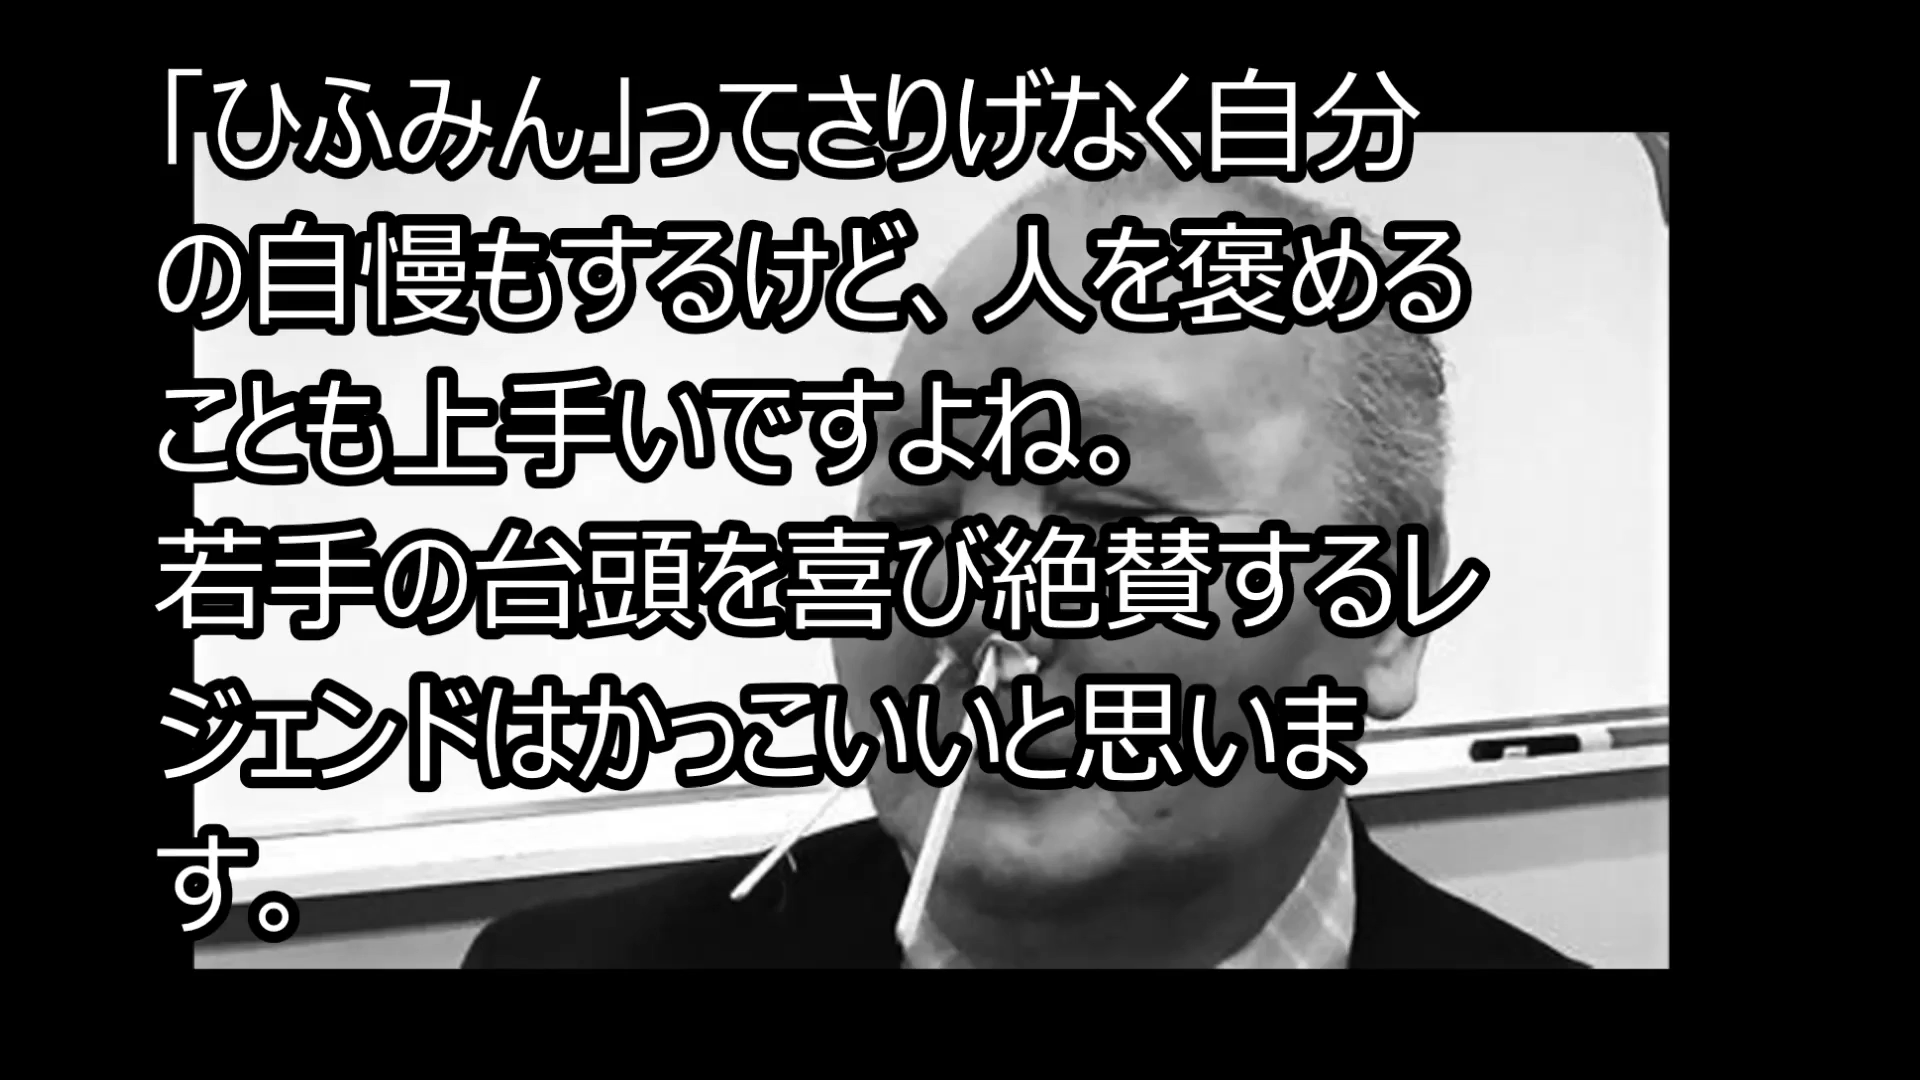 「ひふみん」ってさりげなく自分
の自慢もするけど、人を褒める
ことも上手いですよね。
若手の台頭を喜び絶賛するレ
ジェンドはかっこいいと思いま
す。